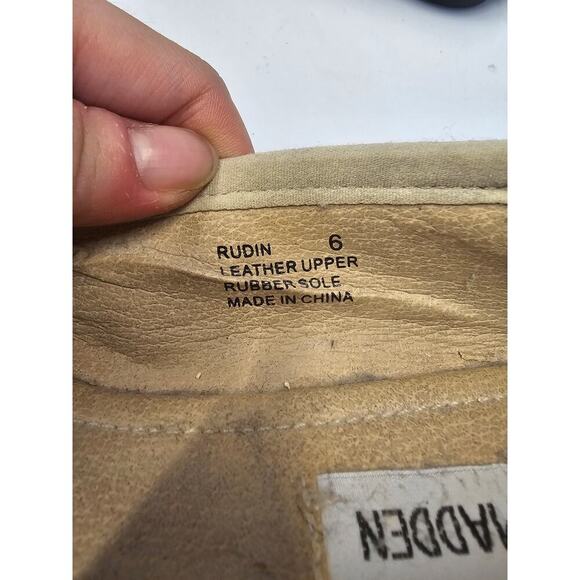 RUDIN 6
LEATHER UPPER
RUBBER SOLE
MADE IN CHINA
MADDEN